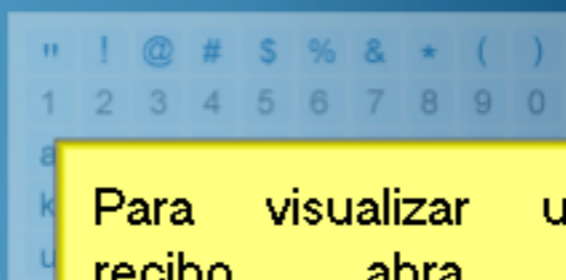 " ! @ # $ % & * ( )
1 2 3 4 5 6 7 8 9 0
a
k
u
Para visualizar u
recibo abra